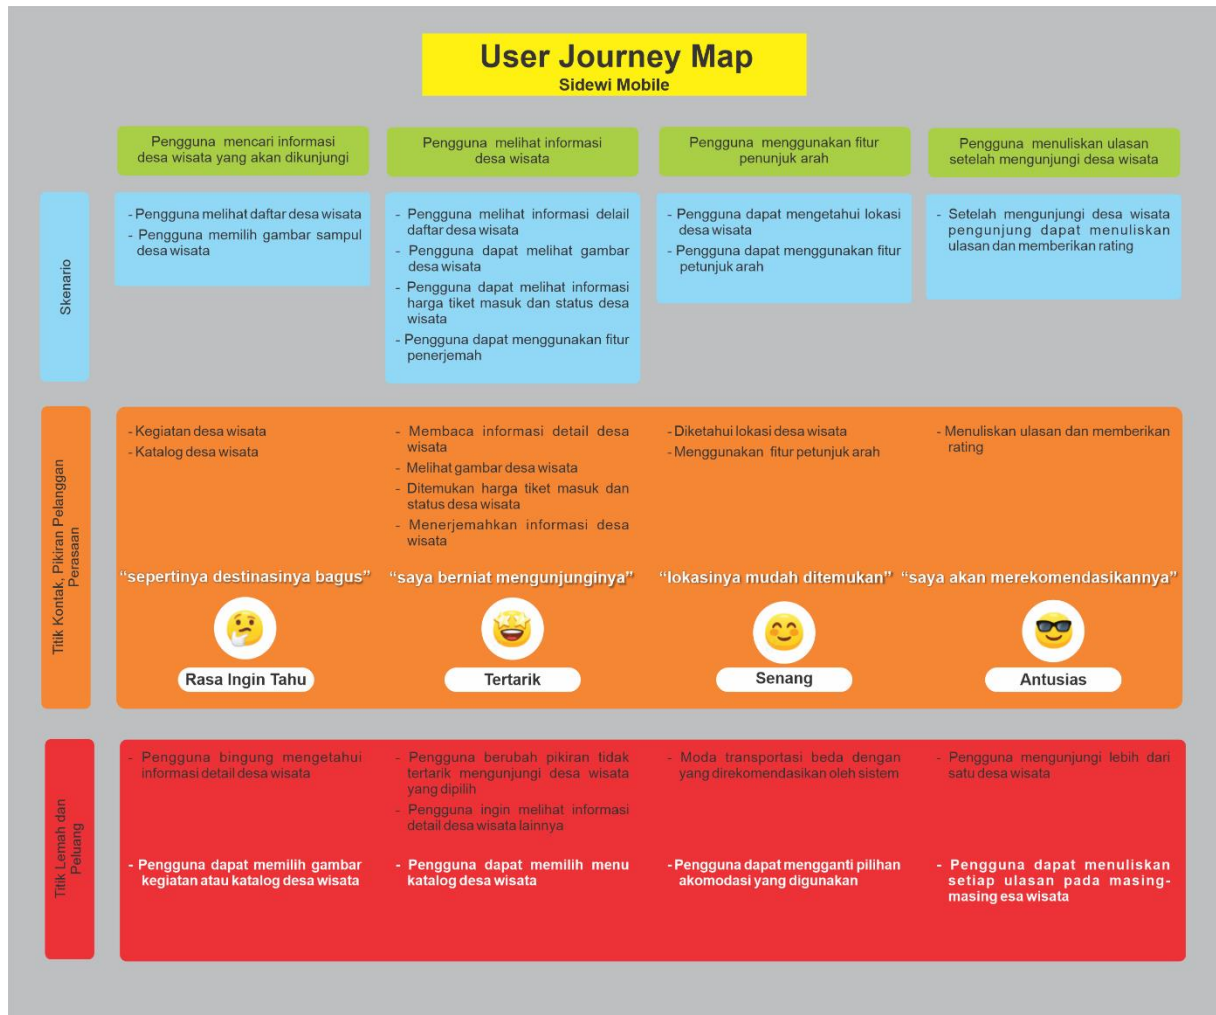 User Journey Map
Sidewi Mobile
Pengguna mencari informasi
desa wisata yang akan dikunjungi
Pengguna melihat informasi
desa wisata
Pengguna menggunakan fitur
penunjuk arah
Pengguna menuliskan ulasan
setelah mengunjungi desa wisata
Skenario
- Pengguna melihat daftar desa wisata
- Pengguna memilih gambar sampul
desa wisata
- Pengguna melihat informasi delail
daftar desa wisata
- Pengguna dapat melihat gambar
desa wisata
- Pengguna dapat melihat informasi
harga tiket masuk dan status desa
wisata
- Pengguna dapat menggunakan fitur
penerjemah
- Pengguna dapat mengetahui lokasi
desa wisata
- Pengguna dapat menggunakan fitur
petunjuk arah
- Setelah mengunjungi desa wisata
pengunjung dapat menuliskan
ulasan dan memberikan rating
Titik Kontak, Pikiran Pelanggan
Perasaan
- Kegiatan desa wisata
- Katalog desa wisata
- Membaca informasi detail desa
wisata
- Melihat gambar desa wisata
- Ditemukan harga tiket masuk dan
status desa wisata
- Menerjemahkan informasi desa
wisata
- Diketahui lokasi desa wisata
- Menggunakan fitur petunjuk arah
- Menuliskan ulasan dan memberikan
rating
“sepertinya destinasinya bagus”
“saya berniat mengunjunginya”
“lokasinya mudah ditemukan”
“saya akan merekomendasikannya”
Rasa Ingin Tahu
Tertarik
Senang
Antusias
Titik Lemah dan
Peluang
- Pengguna bingung mengetahui
informasi detail desa wisata
- Pengguna berubah pikiran tidak
tertarik mengunjungi desa wisata
yang dipilih
- Pengguna ingin melihat informasi
detail desa wisata lainnya
- Moda transportasi beda dengan
yang direkomendasikan oleh sistem
- Pengguna mengunjungi lebih dari
satu desa wisata
- Pengguna dapat memilih gambar
kegiatan atau katalog desa wisata
- Pengguna dapat memilih menu
katalog desa wisata
- Pengguna dapat mengganti pilihan
akomodasi yang digunakan
- Pengguna dapat menuliskan
setiap ulasan pada masing-
masing esa wisata